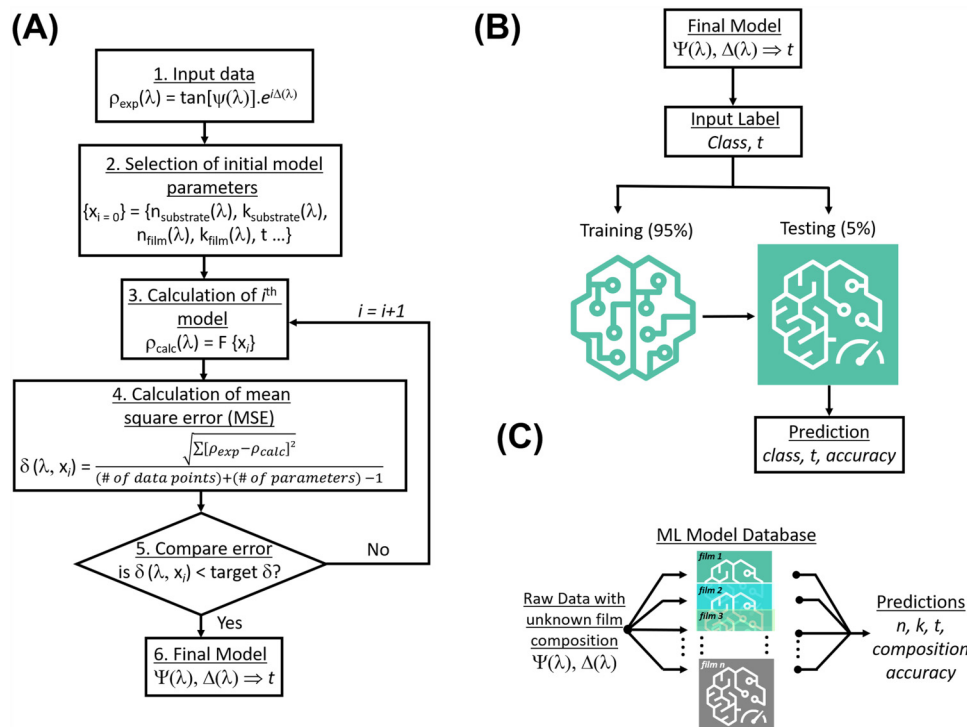 (A)
1. Input data
ρexp(λ) = tan[ψ(λ)].e^iΔ(λ)
2. Selection of initial model
parameters
{xi = 0} = {nsubstrate(λ), ksubstrate(λ),
nfilm(λ), kfilm(λ), t ...}
3. Calculation of ith
model
ρcalc(λ) = F {xi}
i = i+1
4. Calculation of mean
square error (MSE)
δ (λ, xi) = √Σ[ρexp−ρcalc]²
(# of data points)+(# of parameters) −1
5. Compare error
is δ (λ, xi) < target δ?
No
Yes
6. Final Model
Ψ(λ), Δ(λ) ⇒ t
(B)
Final Model
Ψ(λ), Δ(λ) ⇒ t
Input Label
Class, t
Training (95%)
Testing (5%)
Prediction
class, t, accuracy
(C)
ML Model Database
film 1
film 2
film 3
film n
Raw Data with
unknown film
composition
Ψ(λ), Δ(λ)
Predictions
n, k, t,
composition
accuracy